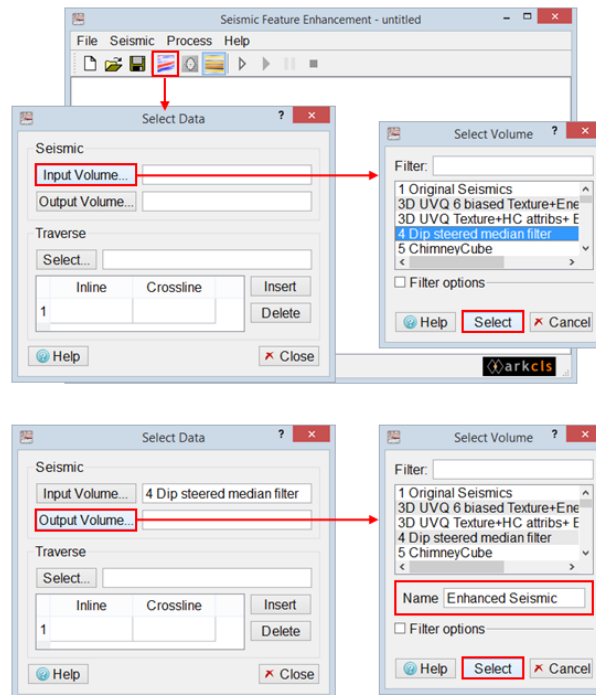 Seismic Feature Enhancement - untitled
File Seismic Process Help
Select Data ?
Seismic
Input Volume...
Output Volume...
Traverse
Select...
Inline Crossline Insert
1 Delete
Help Close
Select Volume ?
Filter:
1 Original Seismics
3D UVQ 6 biased Texture+Ene
3D UVQ Texture+HC attribs+ E
4 Dip steered median filter
5 ChimneyCube
Filter options
Help Select Cancel
arkcls
Select Data ?
Seismic
Input Volume... 4 Dip steered median filter
Output Volume...
Traverse
Select...
Inline Crossline Insert
1 Delete
Help Close
Select Volume ?
Filter:
1 Original Seismics
3D UVQ 6 biased Texture+Ene
3D UVQ Texture+HC attribs+ E
4 Dip steered median filter
5 ChimneyCube
Name Enhanced Seismic
Filter options
Help Select Cancel